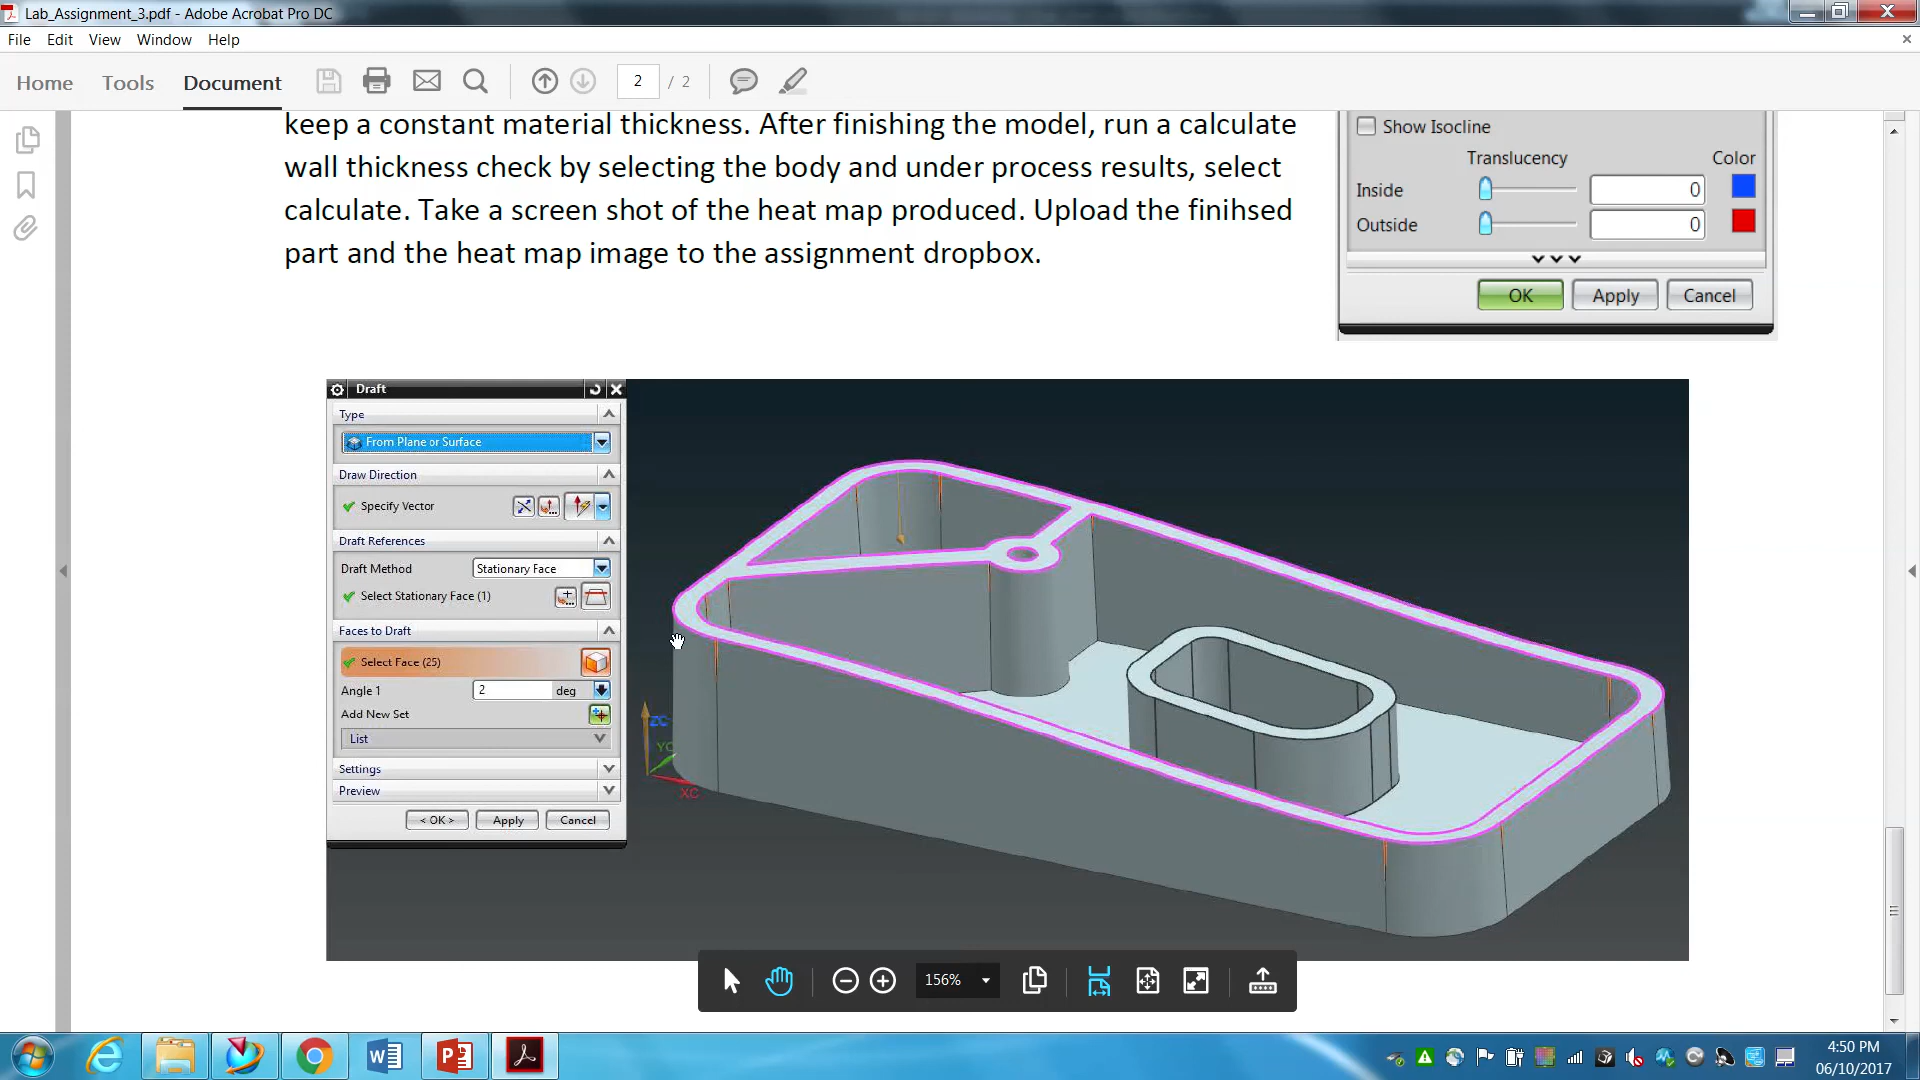 Lab_Assignment_3.pdf - Adobe Acrobat Pro DC
File Edit View Window Help
Home Tools Document 2 / 2
keep a constant material thickness. After finishing the model, run a calculate
wall thickness check by selecting the body and under process results, select
calculate. Take a screen shot of the heat map produced. Upload the finihsed
part and the heat map image to the assignment dropbox.
Show Isocline
Translucency Color
Inside 0
Outside 0
OK Apply Cancel
Draft
Type
From Plane or Surface
Draw Direction
Specify Vector
Draft References
Draft Method Stationary Face
Select Stationary Face (1)
Faces to Draft
Select Face (25)
Angle 1 2 deg
Add New Set
List
Settings
Preview
< OK > Apply Cancel
ZC
YC
XC
156%
4:50 PM
06/10/2017